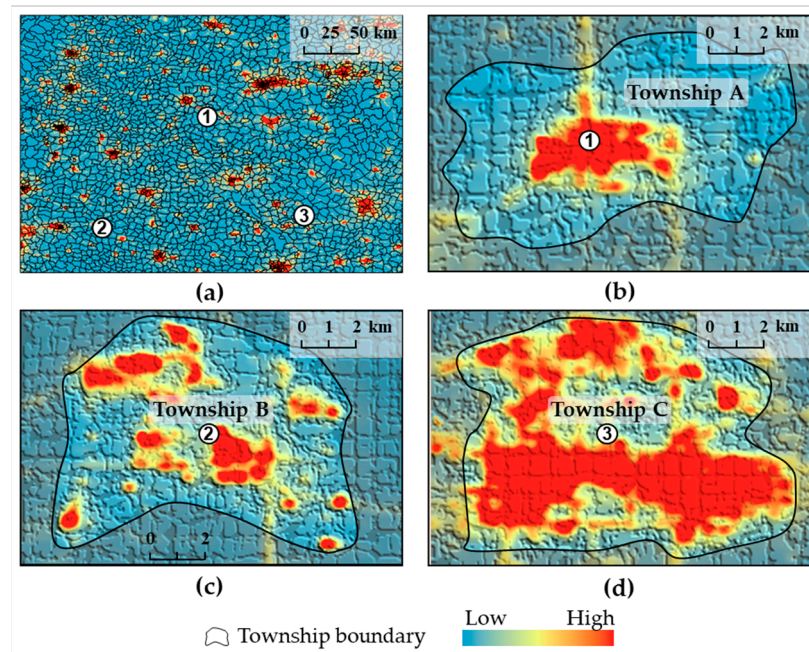 0 25 50 km
1
2
3
(a)
0 1 2 km
Township A
1
(b)
0 1 2 km
Township B
2
0 2
(c)
0 1 2 km
Township C
3
(d)
Township boundary
Low High